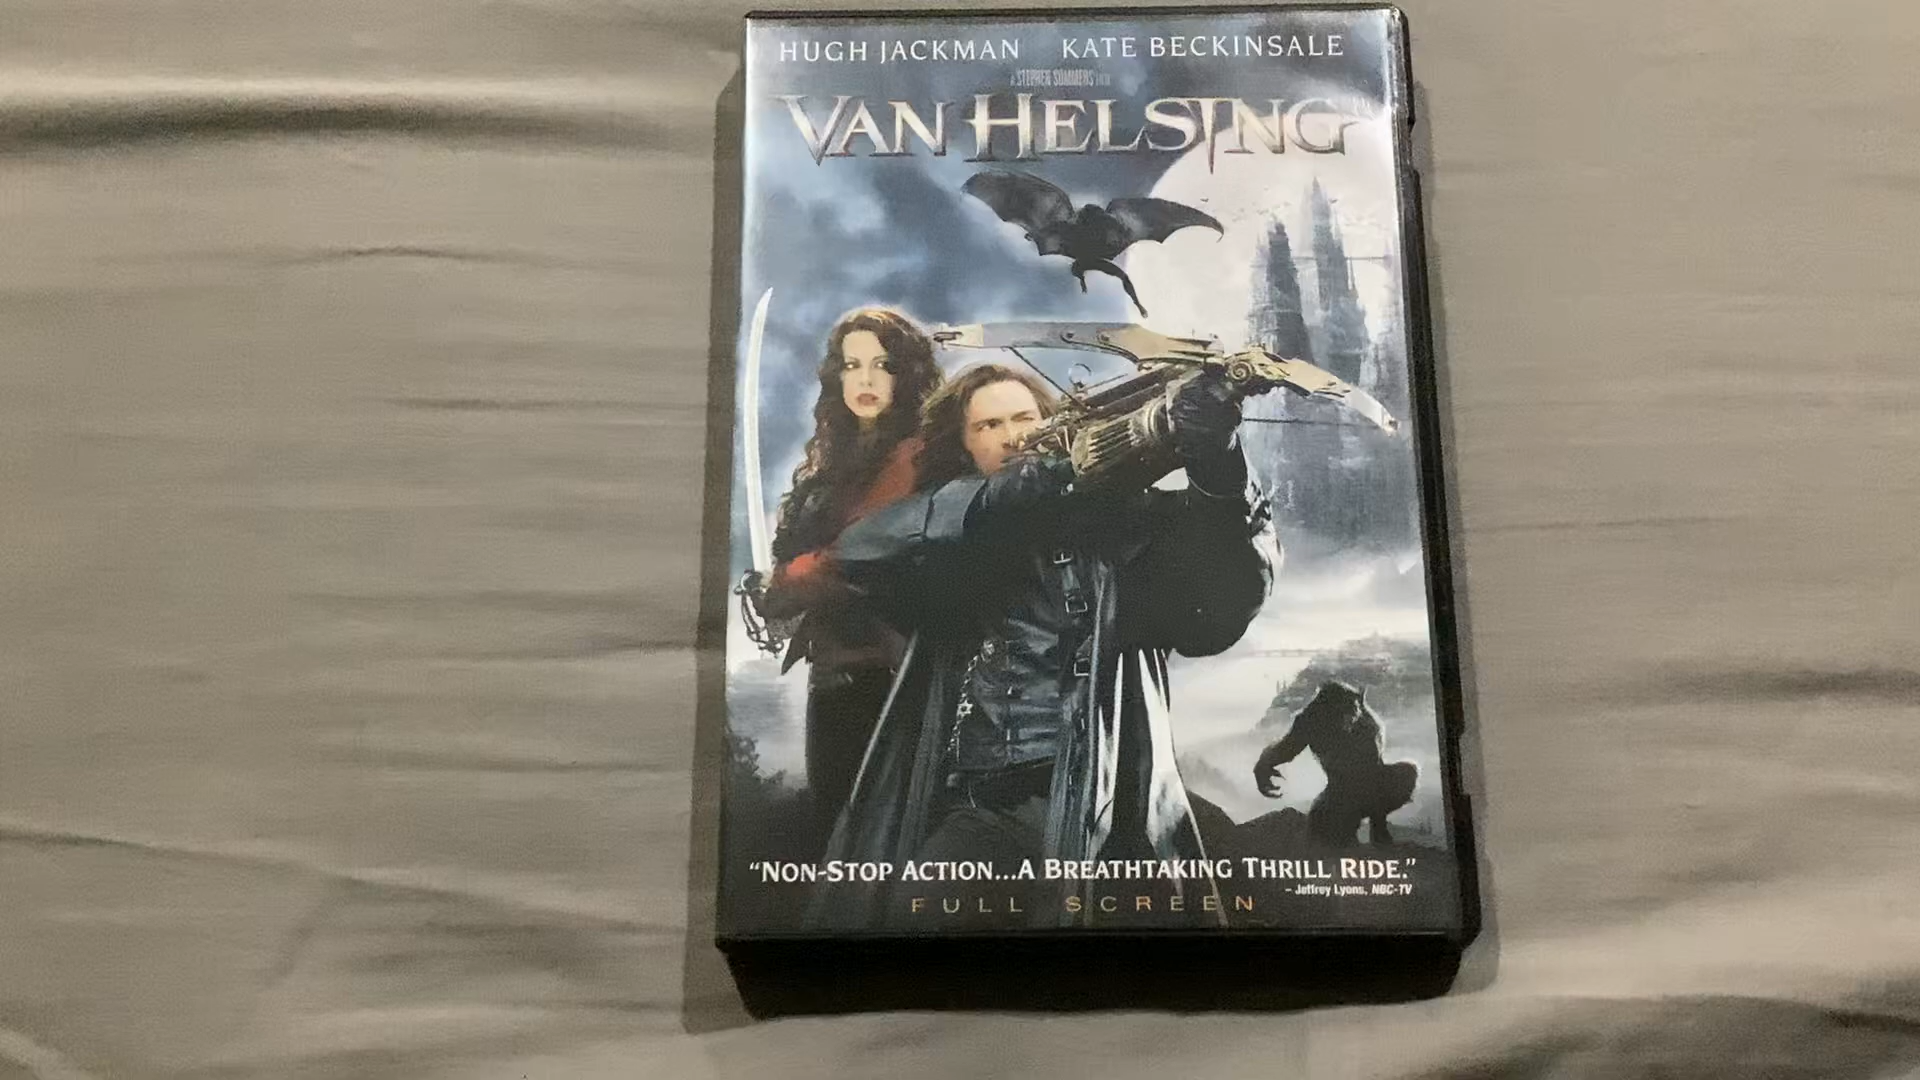 HUGH JACKMAN KATE BECKINSALE
A STEPHEN SOMMERS FILM
VAN HELSING
“NON-STOP ACTION...A BREATHTAKING THRILL RIDE.”
– Jeffrey Lyons, NBC-TV
FULL SCREEN